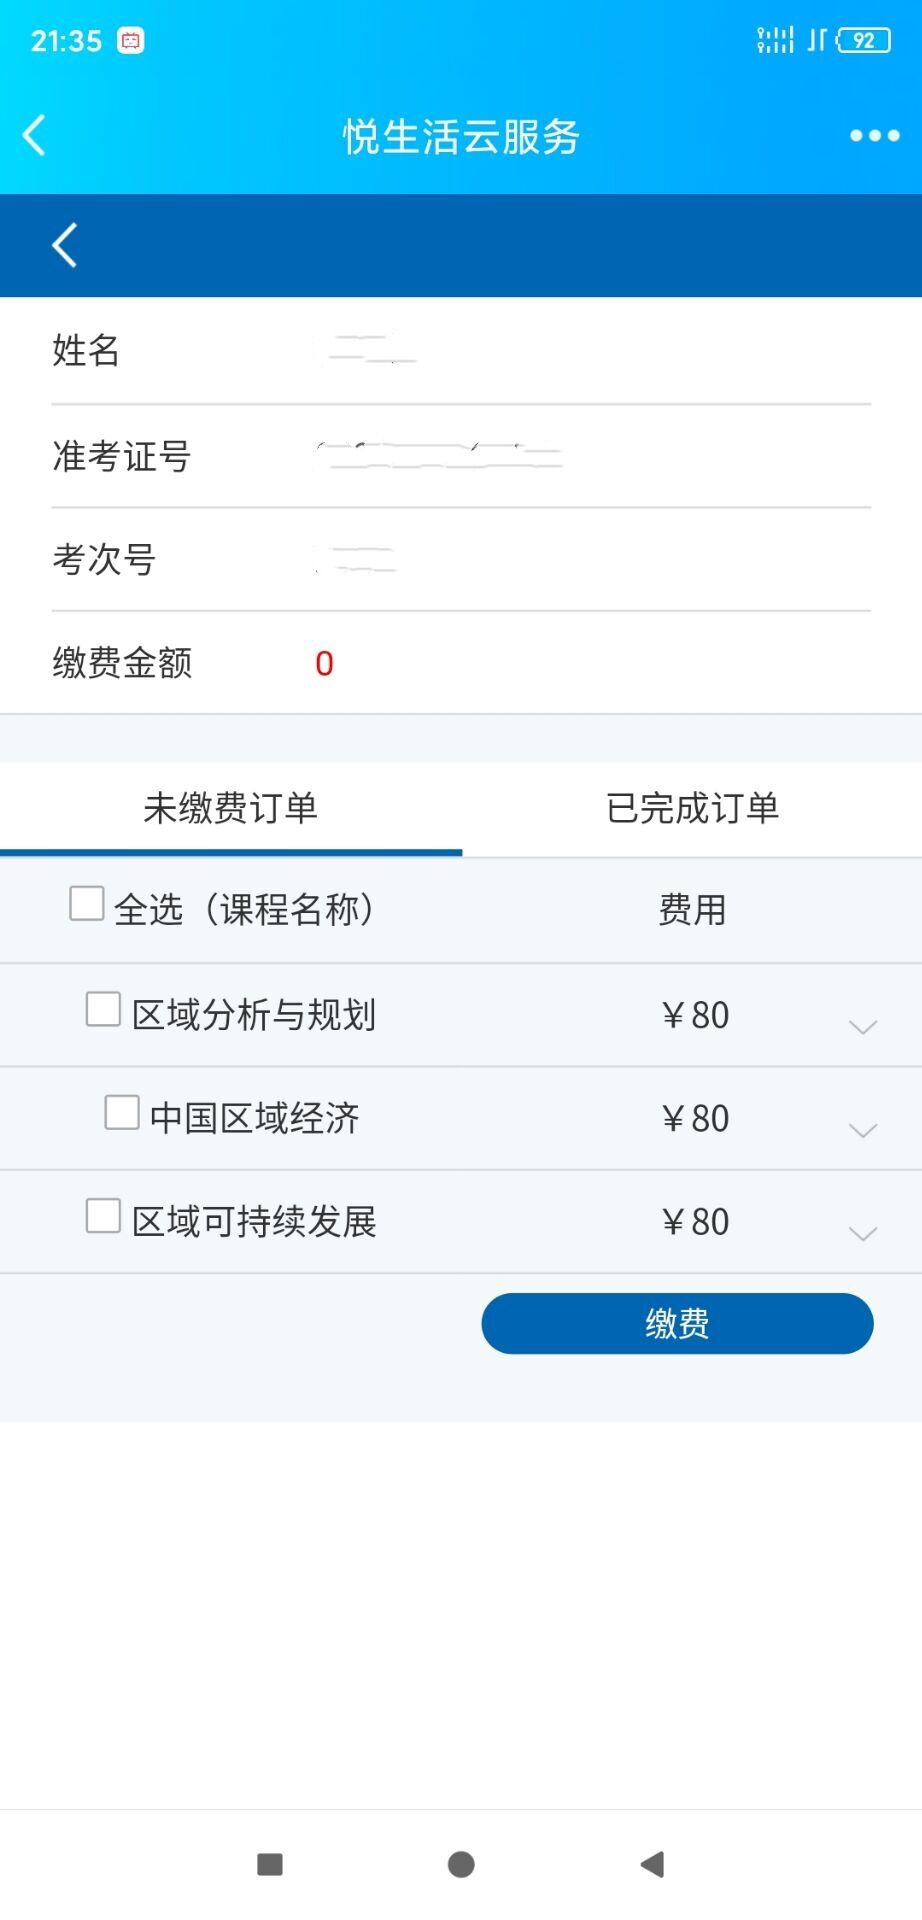 21:35
92
悦生活云服务
姓名
准考证号
考次号
缴费金额 0
未缴费订单 已完成订单
全选（课程名称） 费用
区域分析与规划 ￥80
中国区域经济 ￥80
区域可持续发展 ￥80
缴费